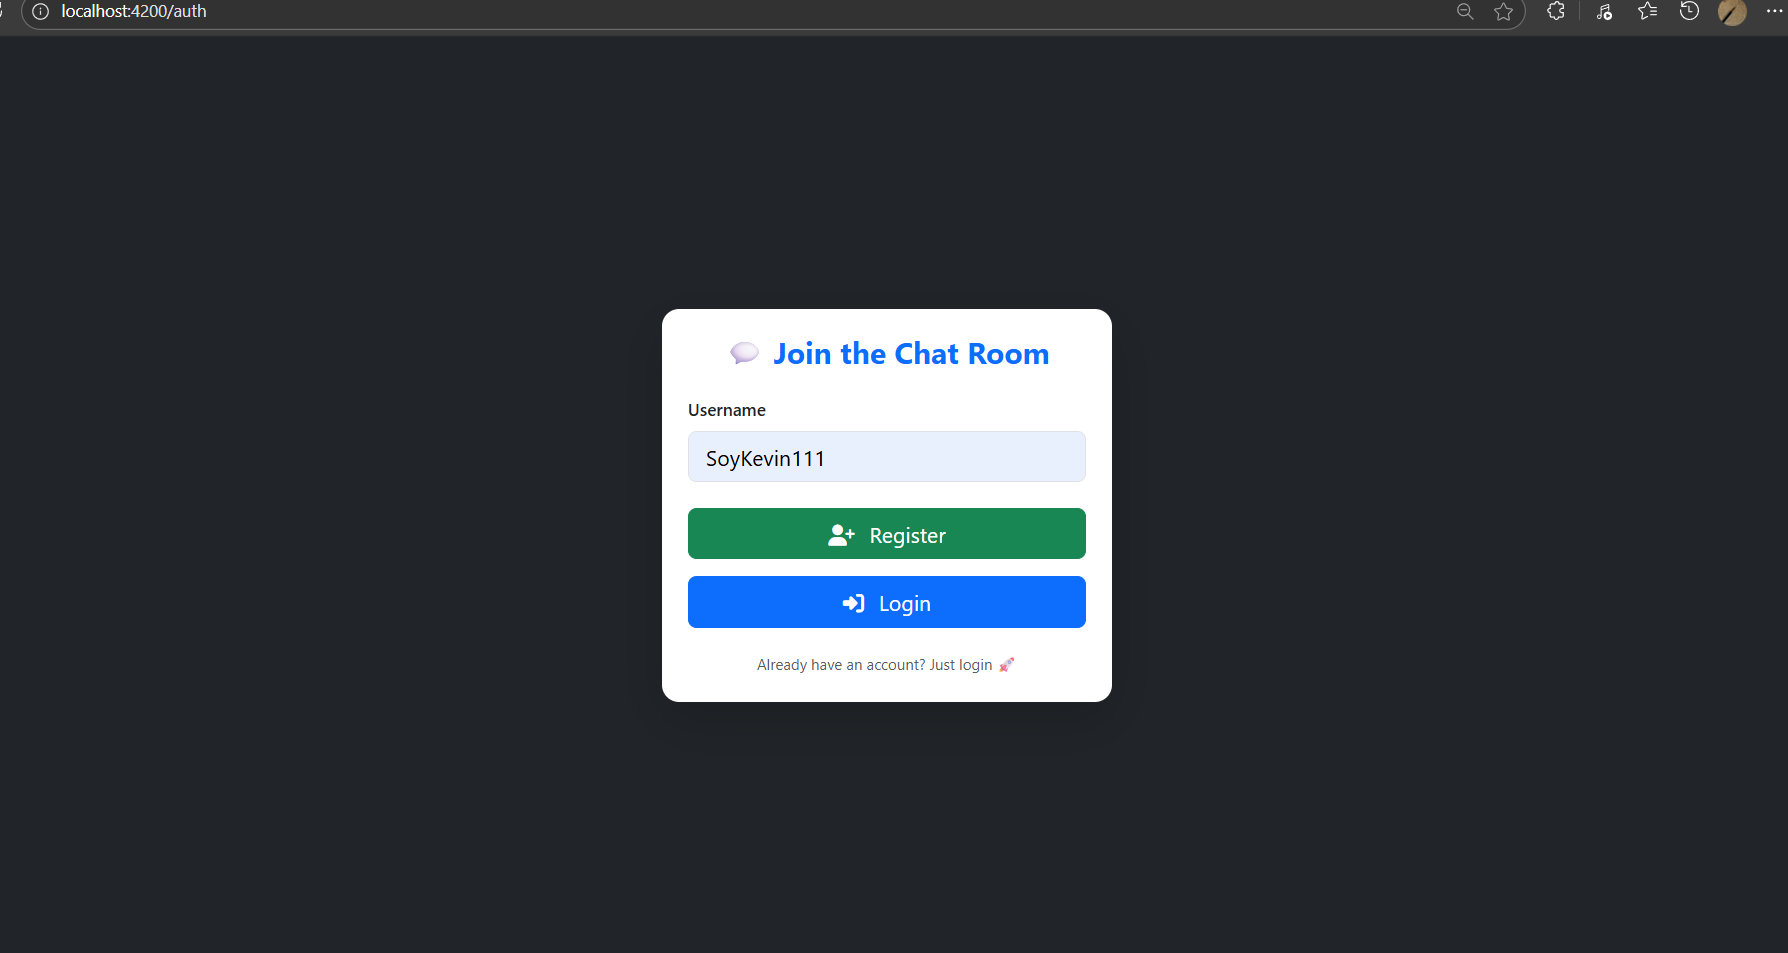 localhost:4200/auth
💬 Join the Chat Room
Username
SoyKevin111
Register
Login
Already have an account? Just login 🚀